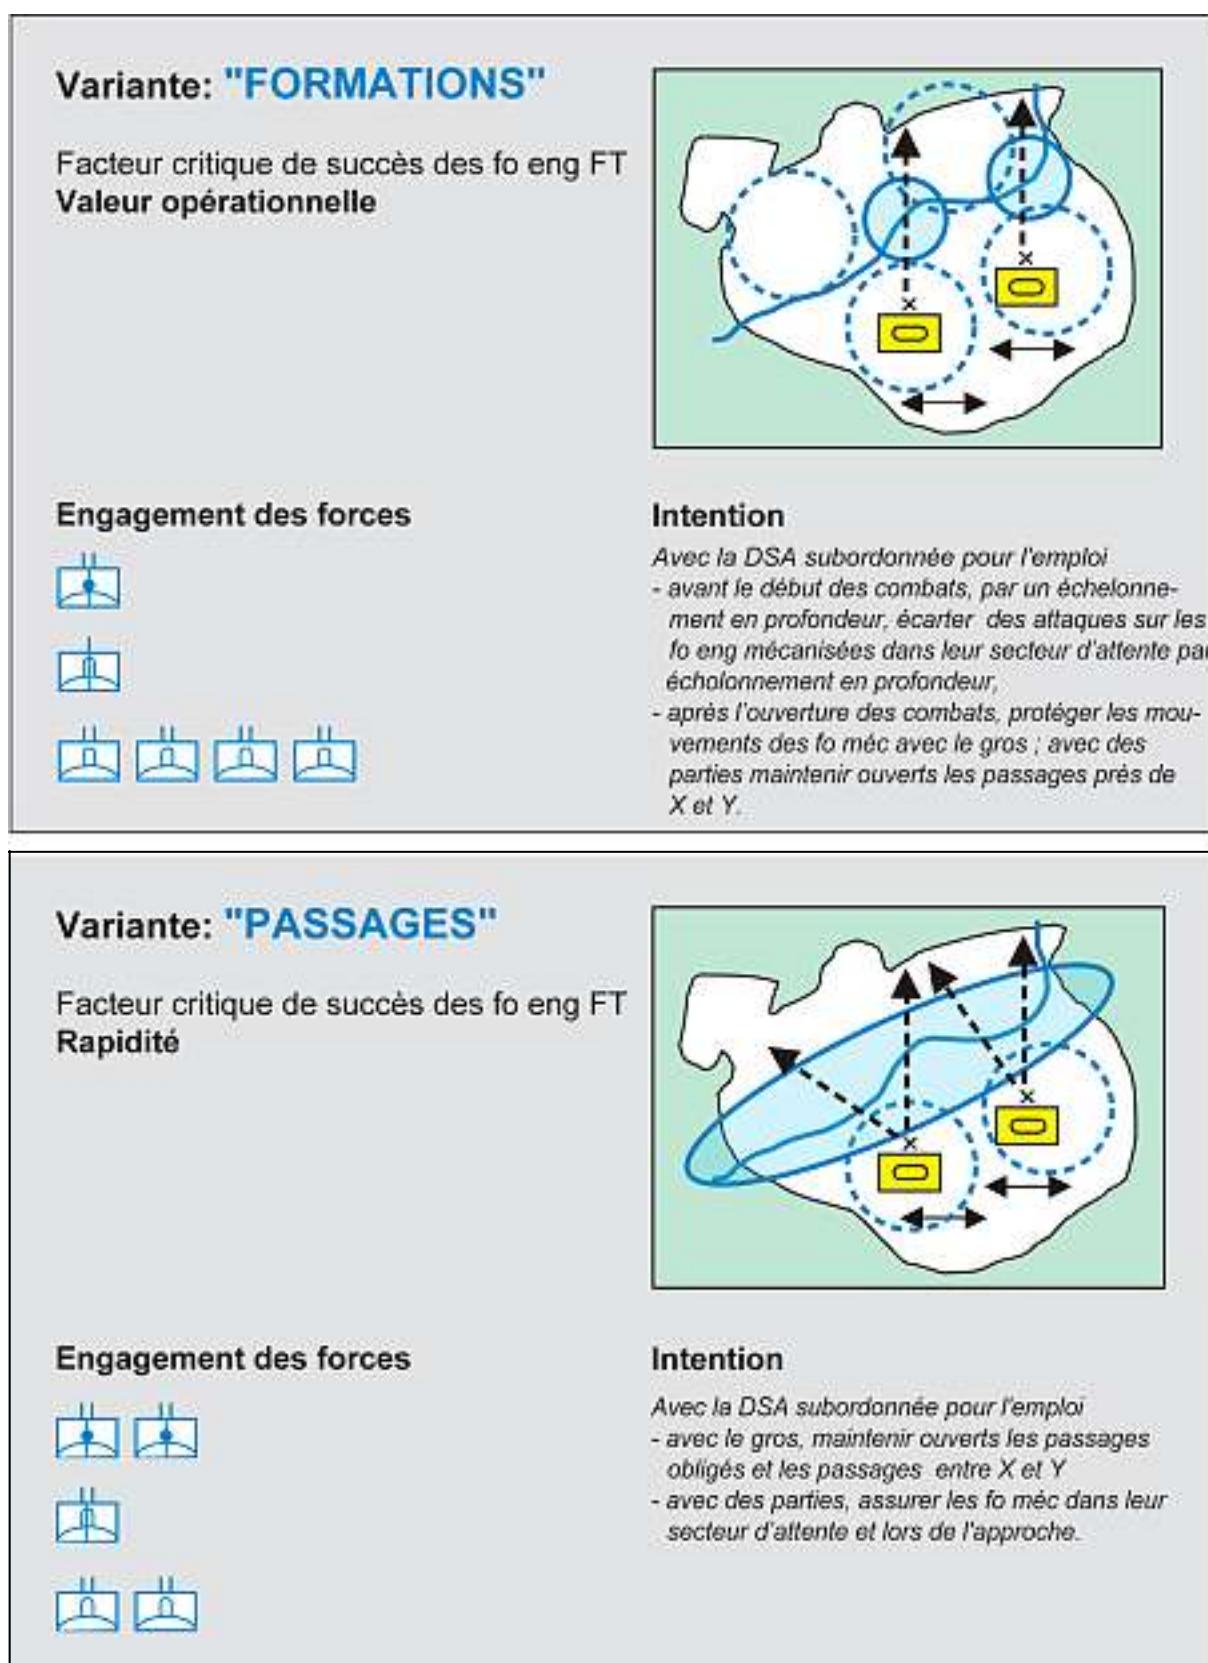 Variante: "FORMATIONS"
Facteur critique de succès des fo eng FT
Valeur opérationnelle
Engagement des forces
Intention
Avec la DSA subordonnée pour l'emploi
- avant le début des combats, par un échelonne-
ment en profondeur, écarter des attaques sur les
fo eng mécanisées dans leur secteur d'attente pa
écholonnement en profondeur,
- après l'ouverture des combats, protéger les mou-
vements des fo méc avec le gros ; avec des
parties maintenir ouverts les passages près de
X et Y.
Variante: "PASSAGES"
Facteur critique de succès des fo eng FT
Rapidité
Engagement des forces
Intention
Avec la DSA subordonnée pour l'emploi
- avec le gros, maintenir ouverts les passages
obligés et les passages entre X et Y
- avec des parties, assurer les fo méc dans leur
secteur d'attente et lors de l'approche.